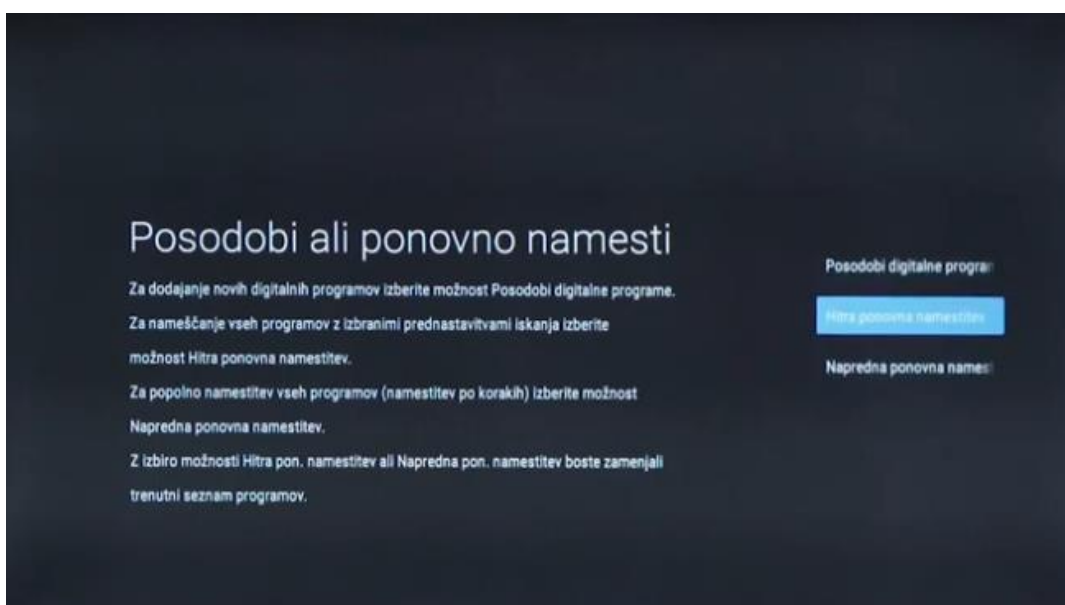 Posodobi ali ponovno namesti
Za dodajanje novih digitalnih programov izberite možnost Posodobi digitalne programe.
Za nameščanje vseh programov z izbranimi prednastavitvami iskanja izberite
možnost Hitra ponovna namestitev.
Za popolno namestitev vseh programov (namestitev po korakih) izberite možnost
Napredna ponovna namestitev.
Z izbiro možnosti Hitra pon. namestitev ali Napredna pon. namestitev boste zamenjali
trenutni seznam programov.
Posodobi digitalne program
Hitra ponovna namestitev
Napredna ponovna names